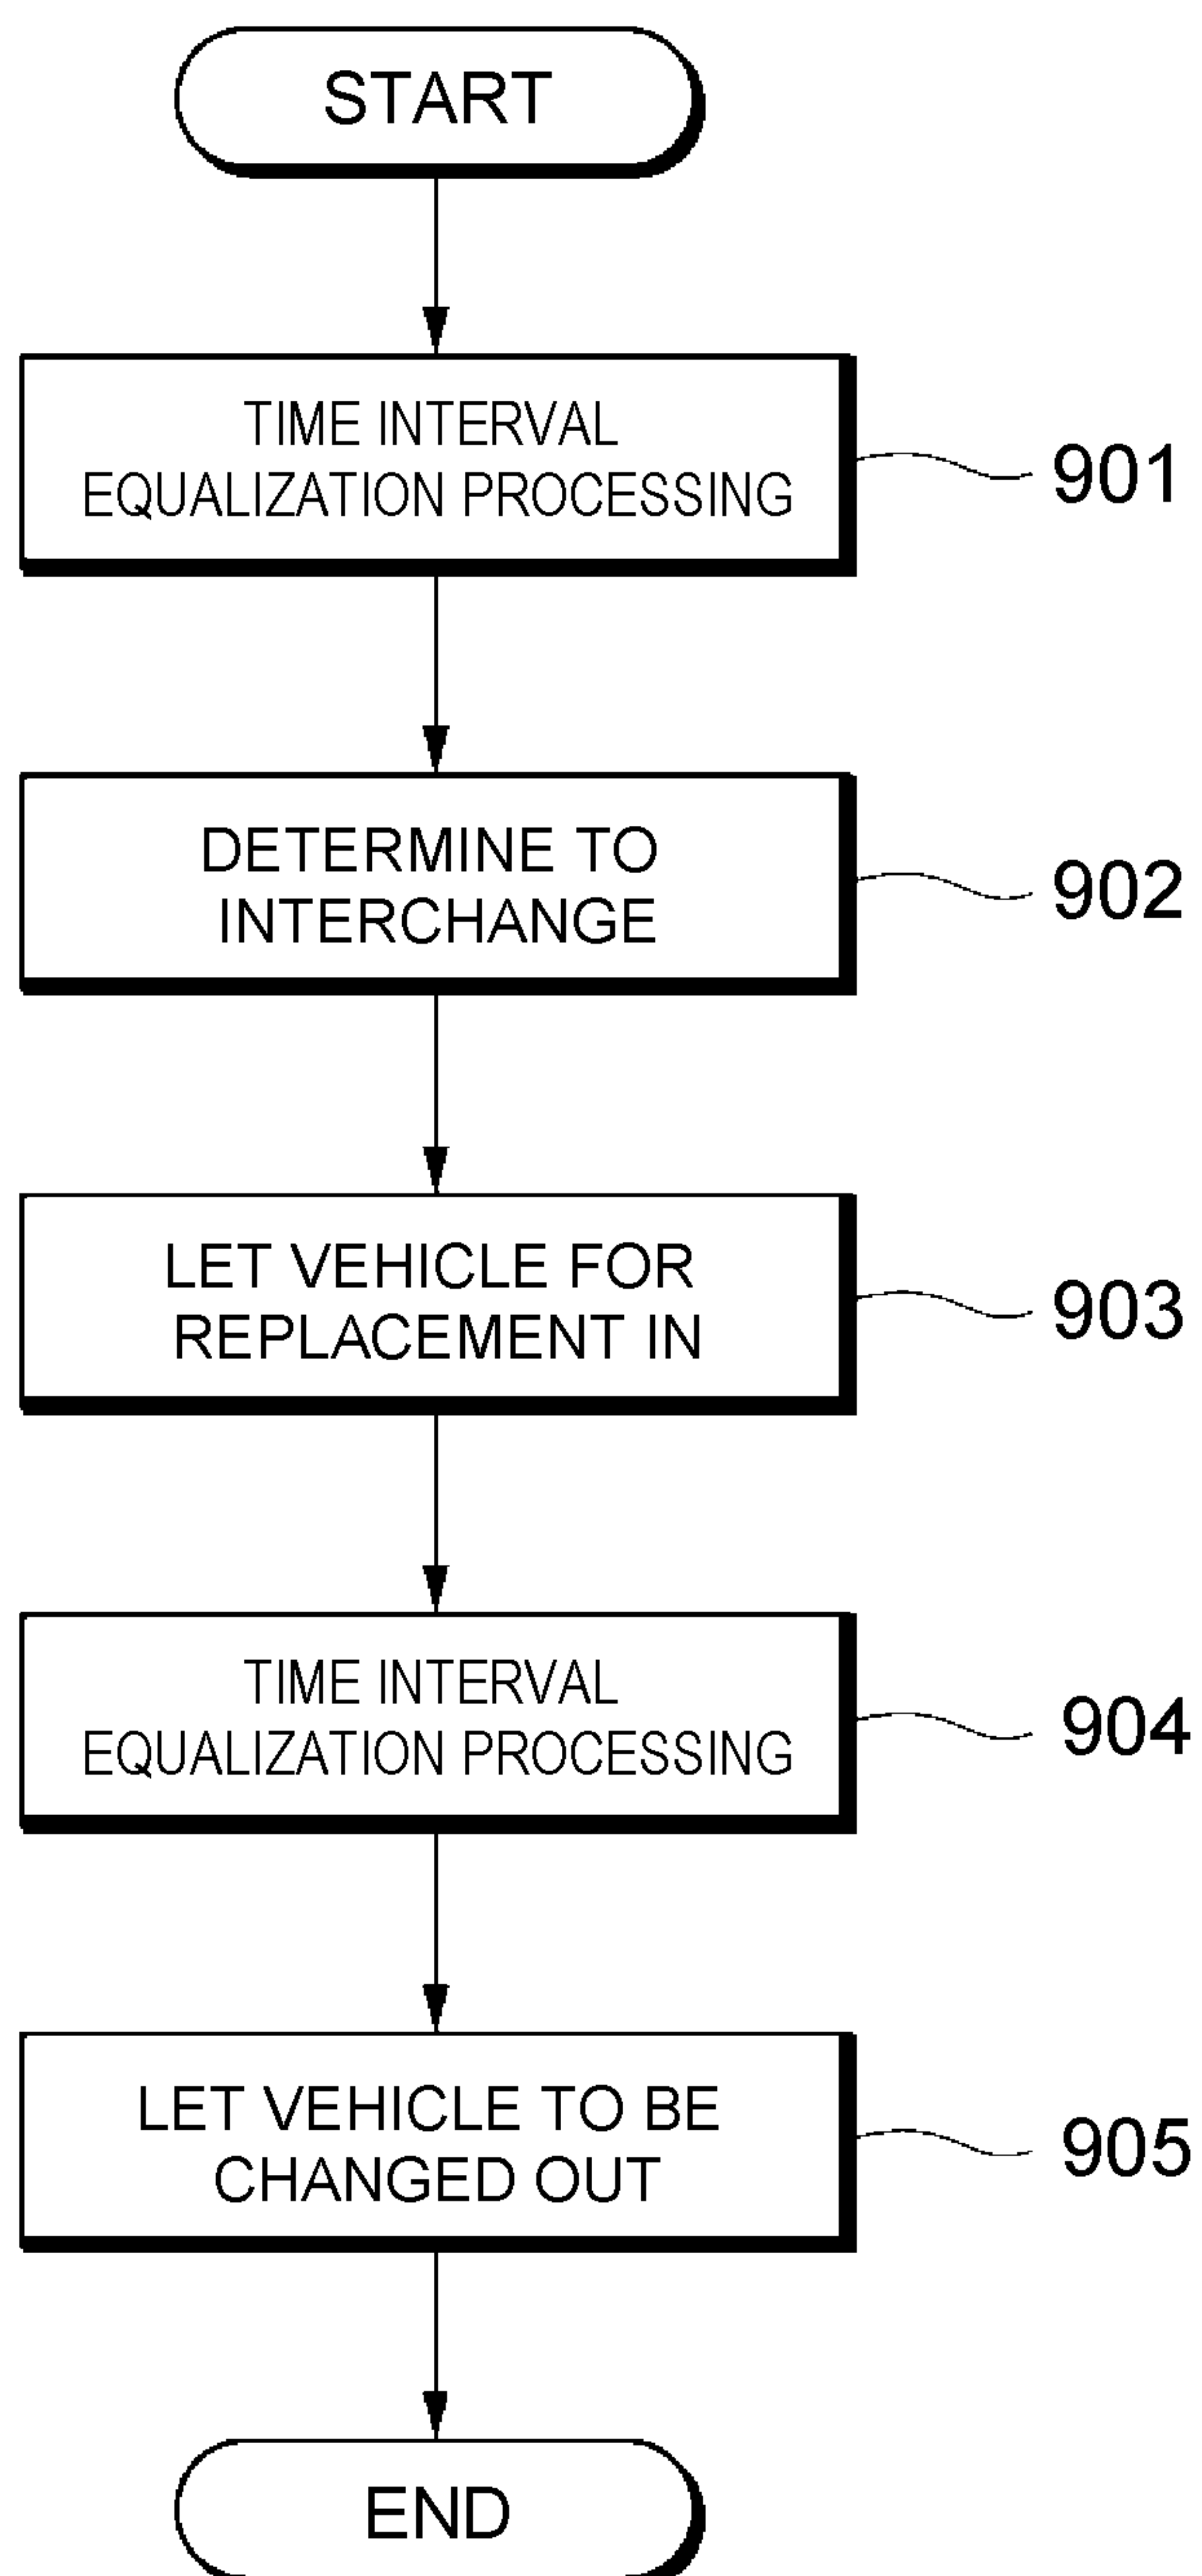 START
TIME INTERVAL
EQUALIZATION PROCESSING
901
DETERMINE TO
INTERCHANGE
902
LET VEHICLE FOR
REPLACEMENT IN
903
TIME INTERVAL
EQUALIZATION PROCESSING
904
LET VEHICLE TO BE
CHANGED OUT
905
END